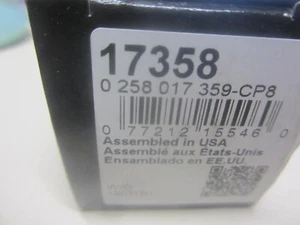 17358
0 258 017 359-CP8
0 77212 15546 0
Assembled in USA
Assemblé aux États-Unis
Ensamblado en EE.UU.